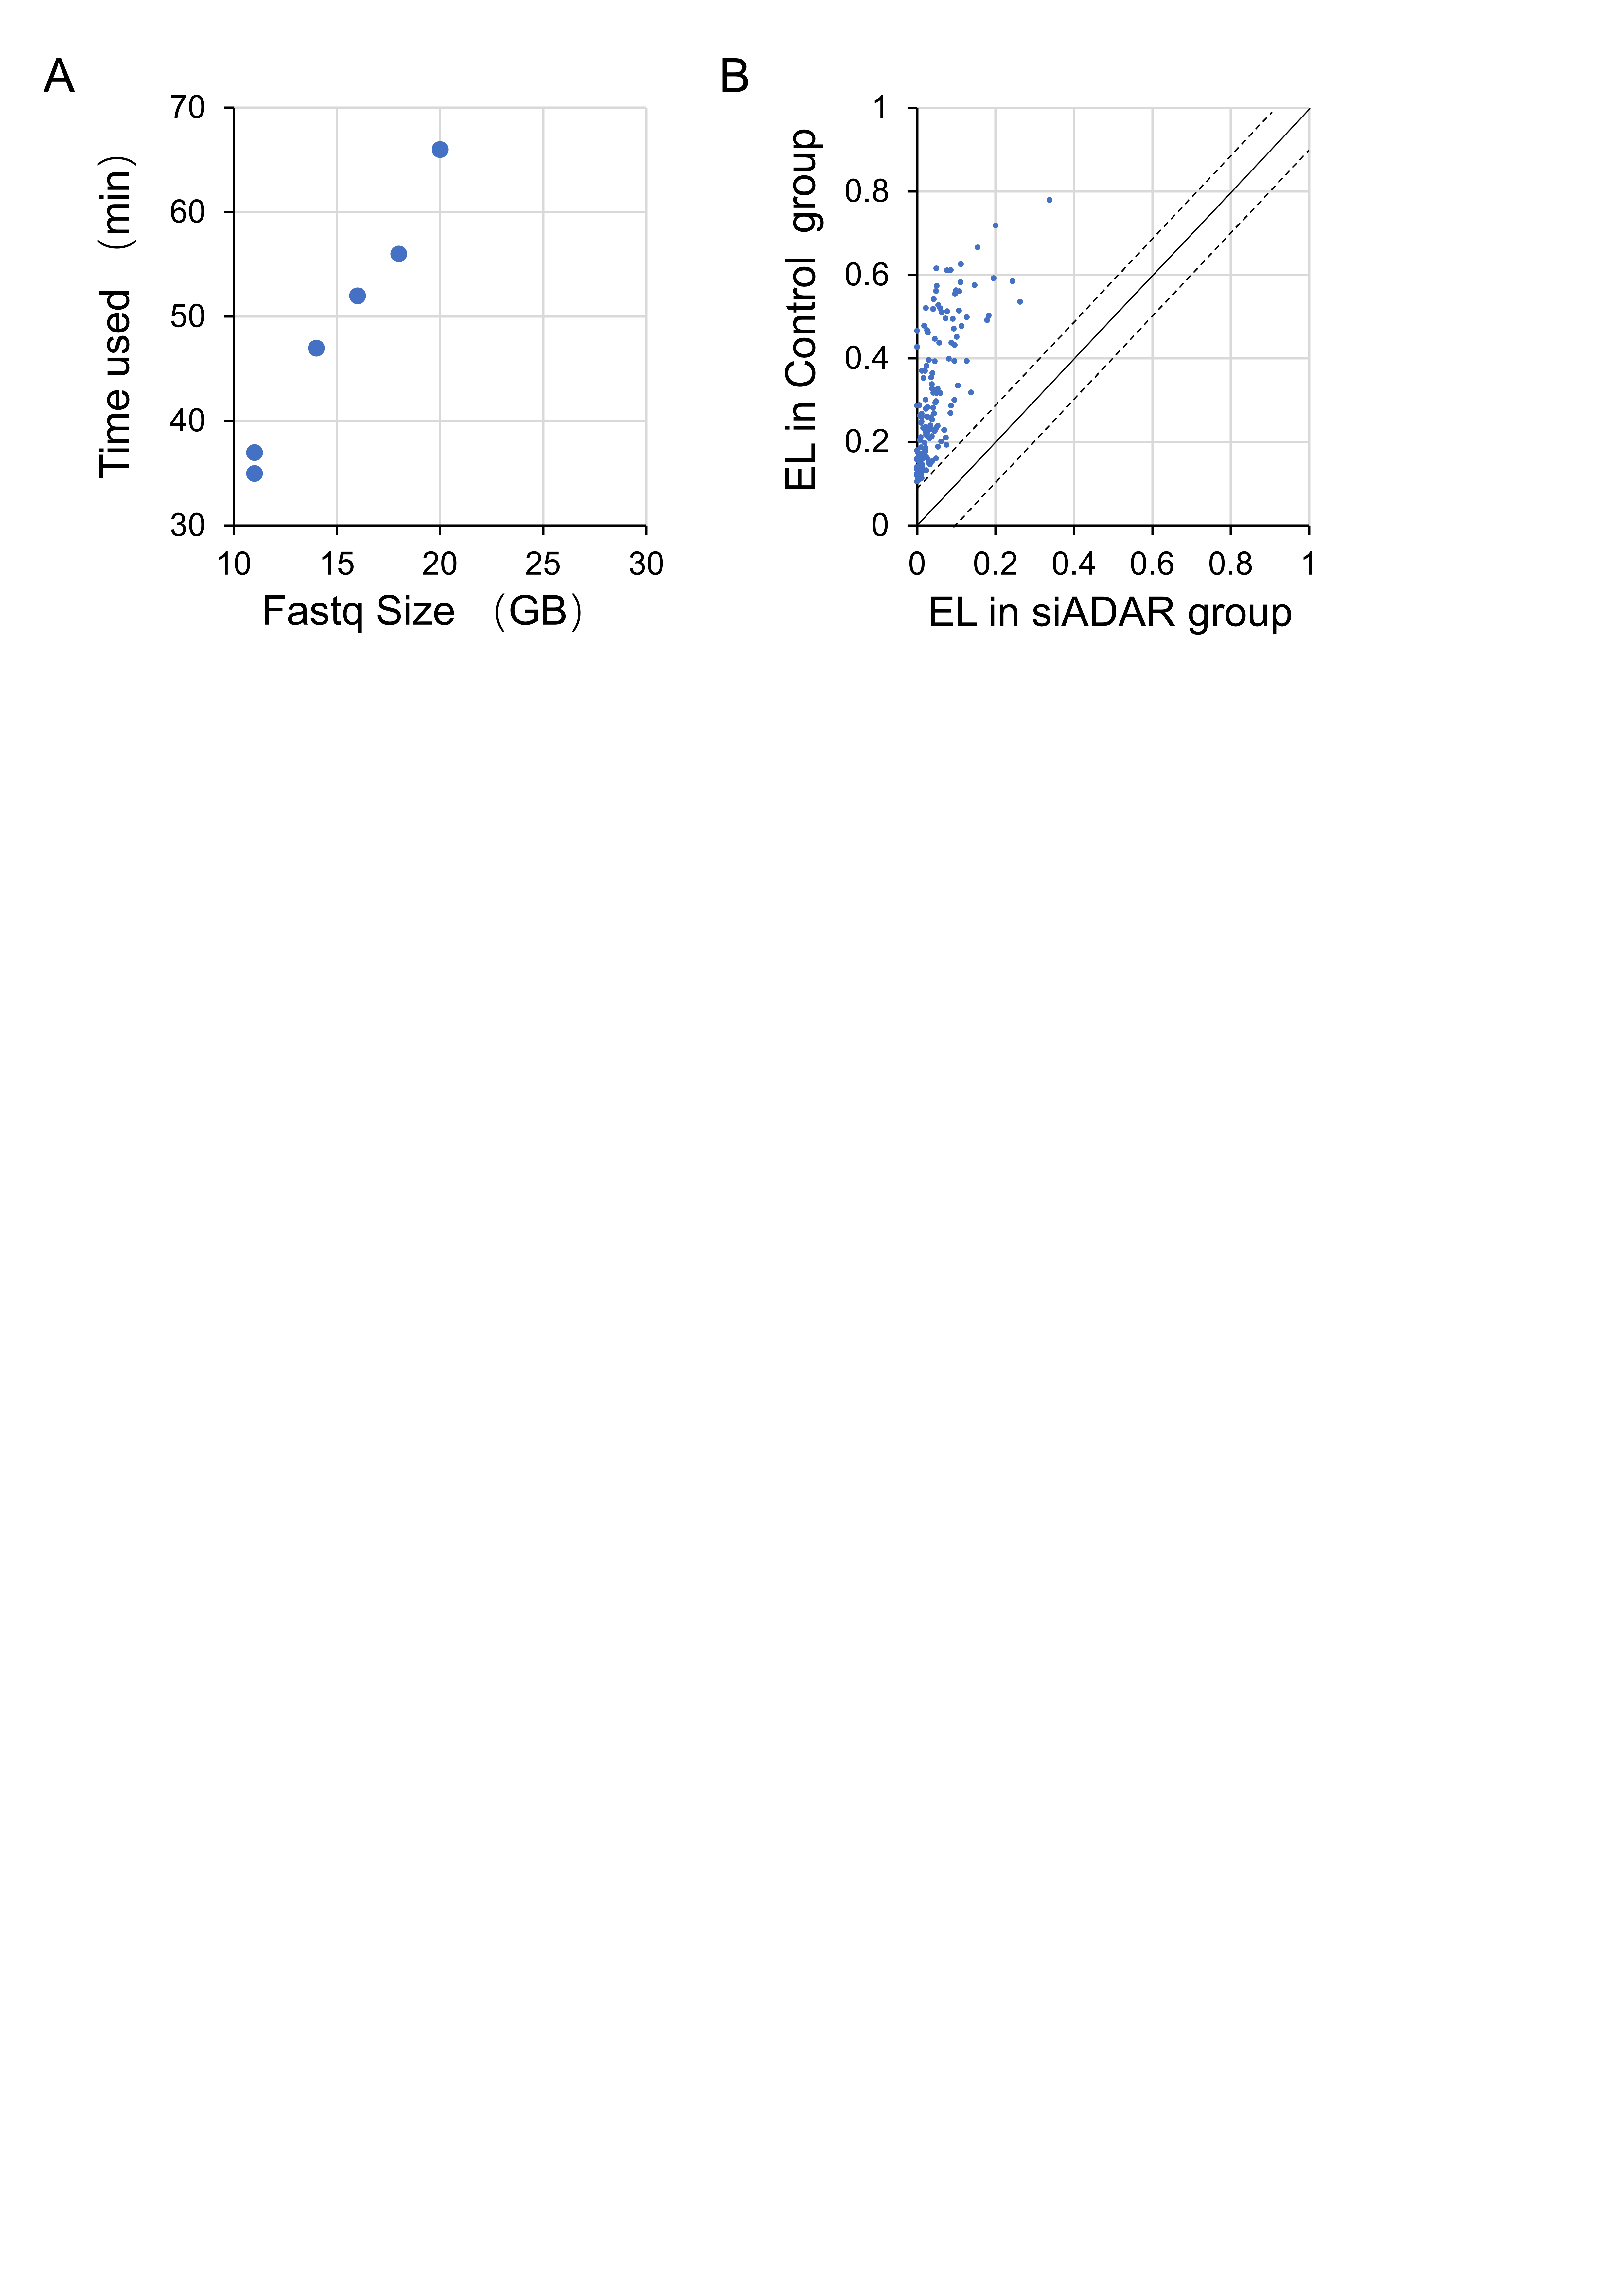 A
70
60
50
40
30
10 15 20 25 30
Time used （min）
Fastq Size （GB）
B
1
0.8
0.6
0.4
0.2
0
0 0.2 0.4 0.6 0.8 1
EL in Control group
EL in siADAR group